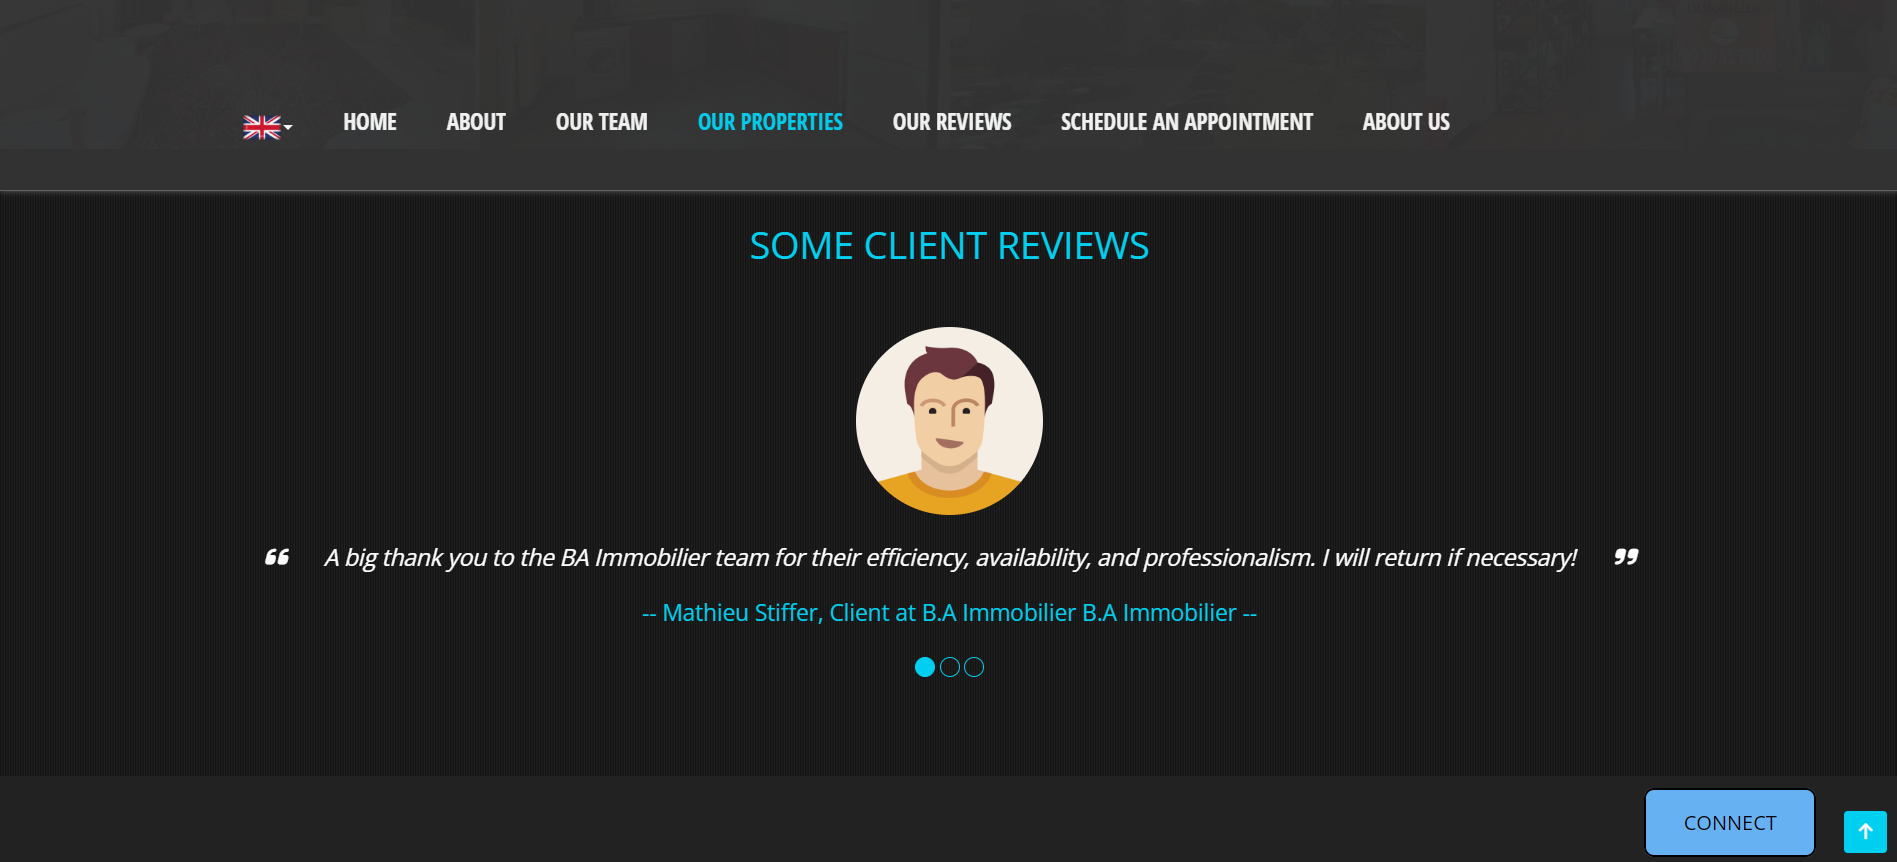 HOME ABOUT OUR TEAM OUR PROPERTIES OUR REVIEWS SCHEDULE AN APPOINTMENT ABOUT US
SOME CLIENT REVIEWS
“ A big thank you to the BA Immobilier team for their efficiency, availability, and professionalism. I will return if necessary! ”
-- Mathieu Stiffer, Client at B.A Immobilier B.A Immobilier --
CONNECT